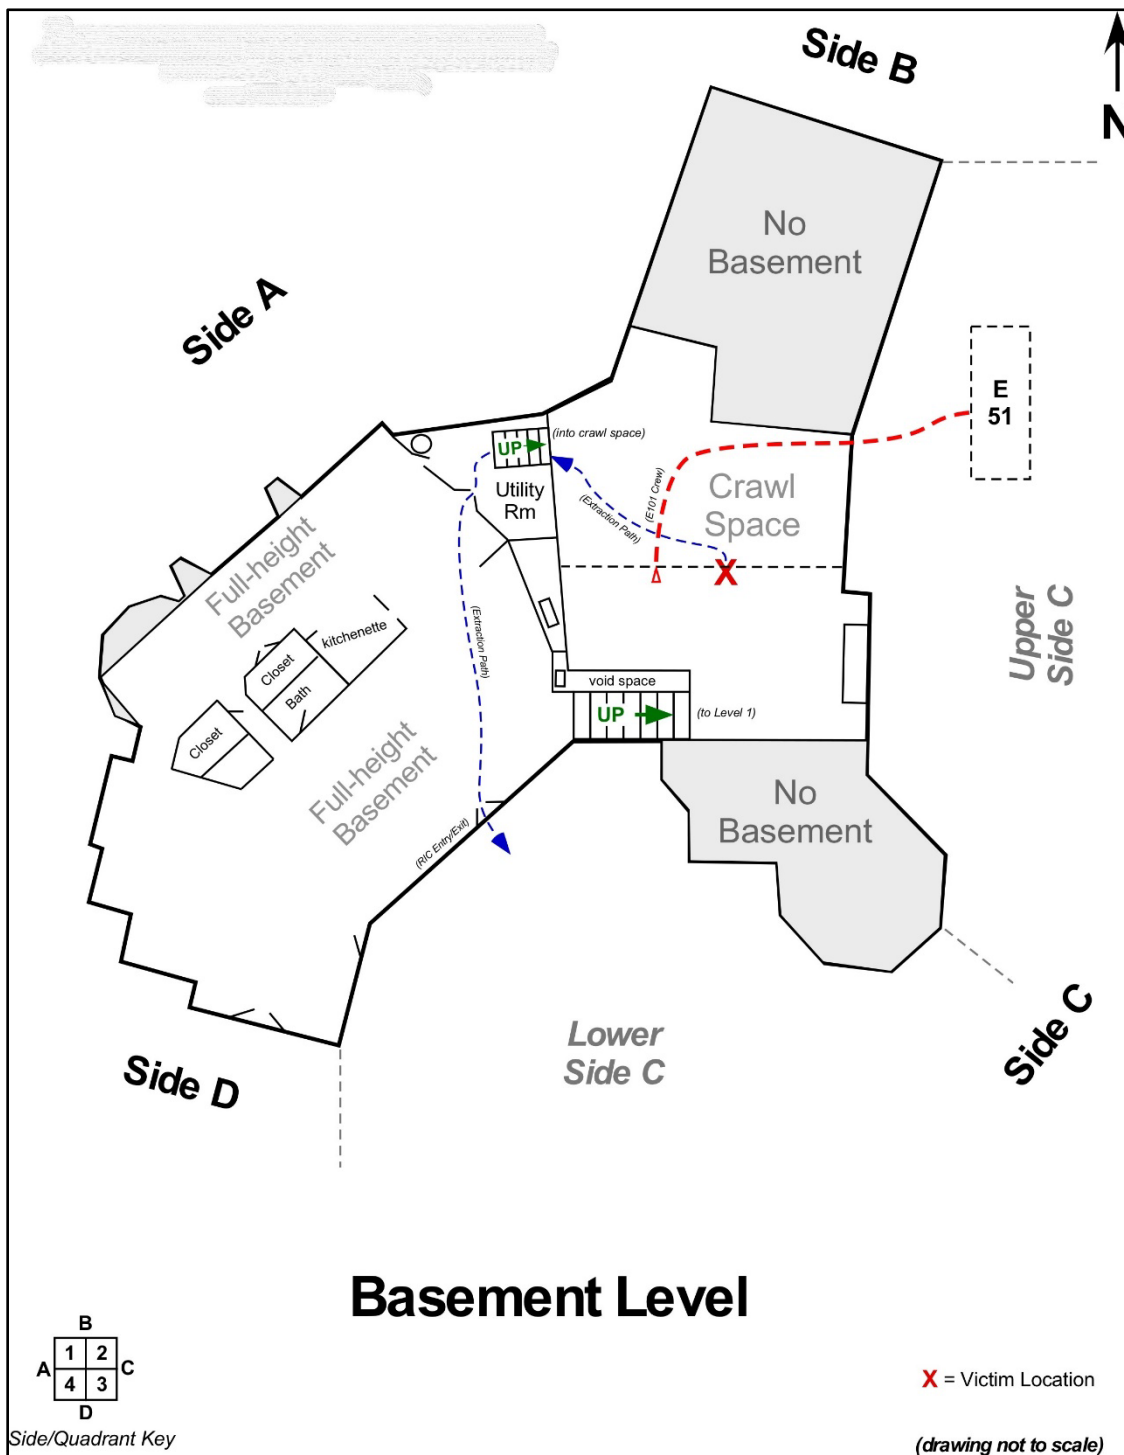 Side B
N
No
Basement
Side A
E
51
UP
(into crawl space)
Utility
Rm
(E101 Crew)
(Extraction Path)
Crawl
Space
Full-height
Basement
(Extraction Path)
kitchenette
Closet
Bath
Closet
Upper
Side C
void space
UP
(to Level 1)
Full-height
Basement
(RIC Entry/Exit)
No
Basement
Lower
Side C
Side C
Side D
Basement Level
B
1 2
A C
4 3
D
Side/Quadrant Key
X = Victim Location
(drawing not to scale)
X